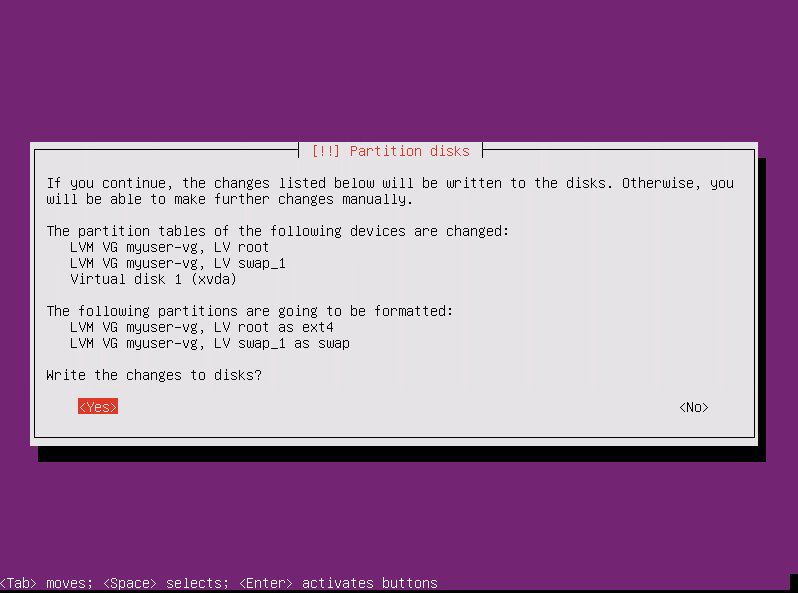 [!!] Partition disks
If you continue, the changes listed below will be written to the disks. Otherwise, you
will be able to make further changes manually.
The partition tables of the following devices are changed:
LVM VG myuser-vg, LV root
LVM VG myuser-vg, LV swap_1
Virtual disk 1 (xvda)
The following partitions are going to be formatted:
LVM VG myuser-vg, LV root as ext4
LVM VG myuser-vg, LV swap_1 as swap
Write the changes to disks?
<Yes> <No>
<Tab> moves; <Space> selects; <Enter> activates buttons